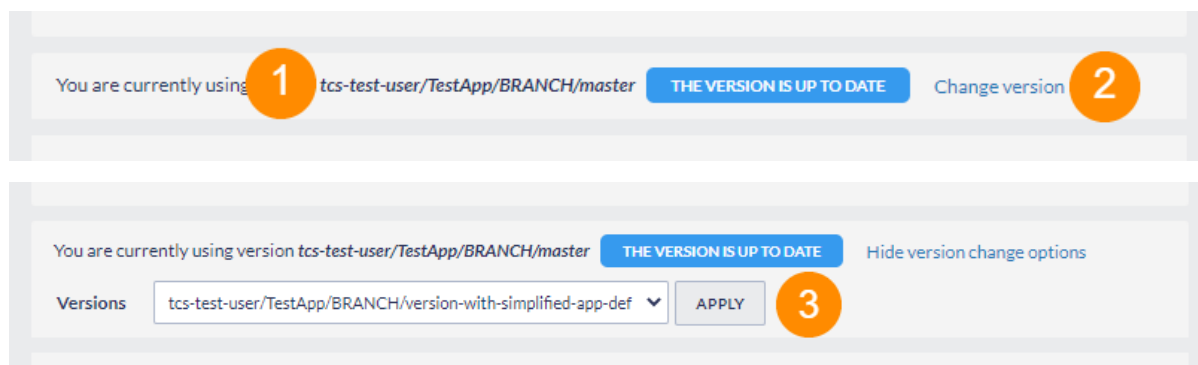 You are currently using 1 tcs-test-user/TestApp/BRANCH/master THE VERSION IS UP TO DATE Change version 2
You are currently using version tcs-test-user/TestApp/BRANCH/master THE VERSION IS UP TO DATE Hide version change options
Versions tcs-test-user/TestApp/BRANCH/version-with-simplified-app-def APPLY 3